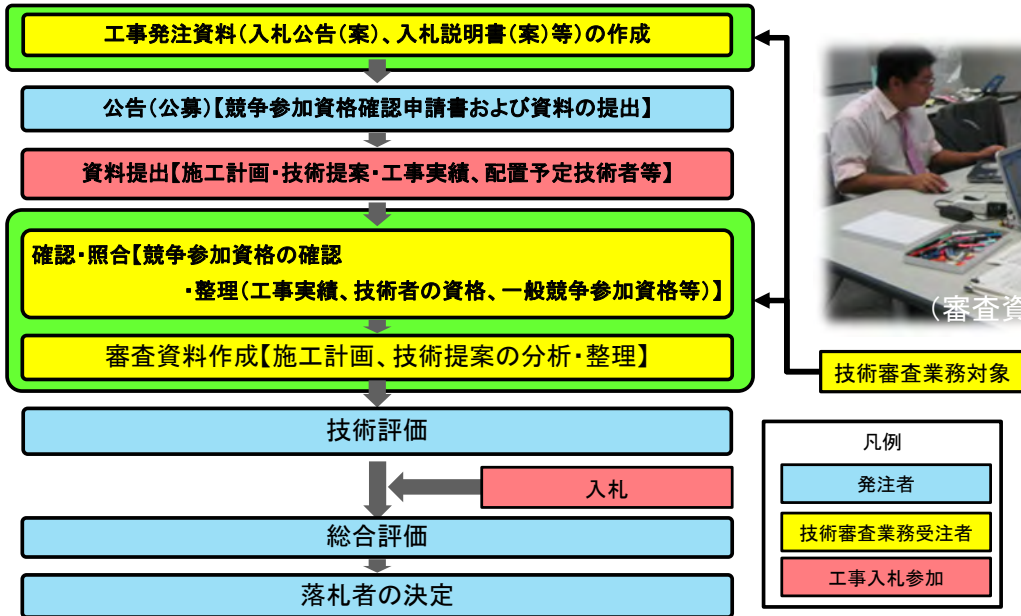 工事発注資料（入札公告（案）、入札説明書（案）等）の作成
公告（公募）【競争参加資格確認申請書および資料の提出】
資料提出【施工計画・技術提案・工事実績、配置予定技術者等】
確認・照合【競争参加資格の確認
・整理（工事実績、技術者の資格、一般競争参加資格等）】
審査資料作成【施工計画、技術提案の分析・整理】
技術評価
入札
総合評価
落札者の決定
（審査資
技術審査業務対象
凡例
発注者
技術審査業務受注者
工事入札参加